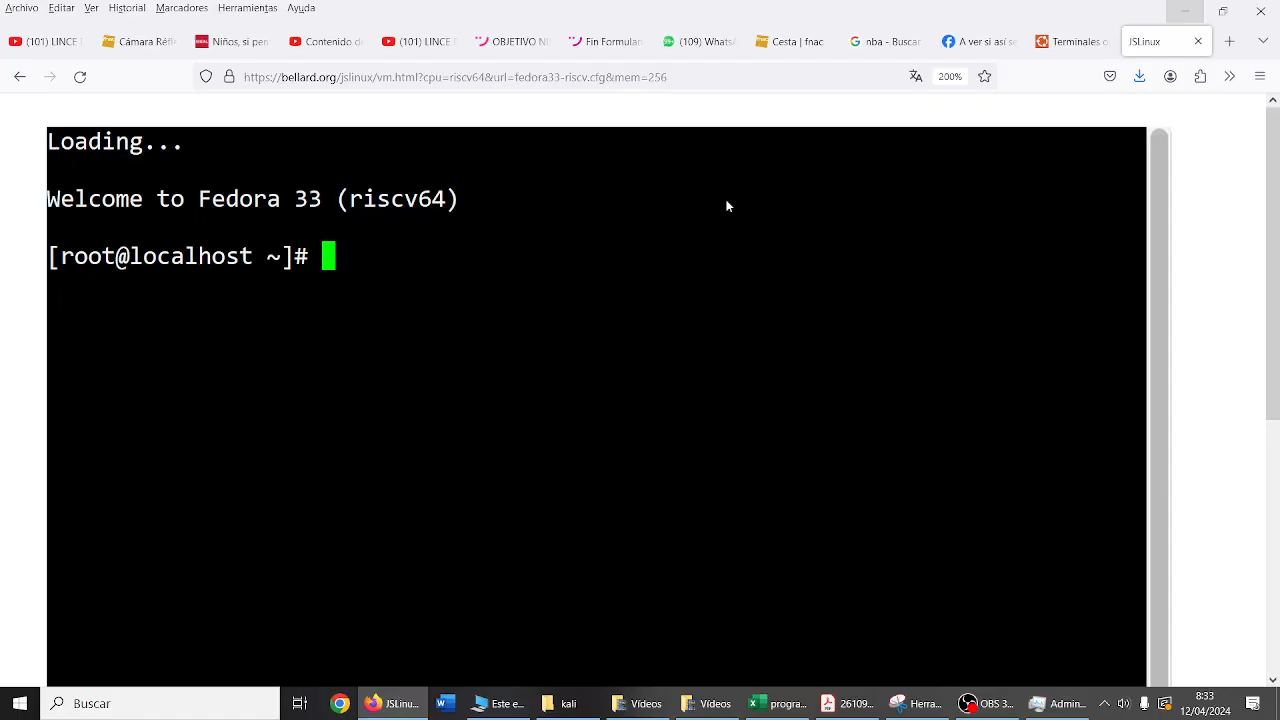 Archivo Editar Ver Historial Marcadores Herramientas Ayuda
(101) LINCE Cámara Réfl Niños si pen Contenido d (101) LINCE OBJETIVO NI Fin Formula (109) Whats Cesta | fnac nba - Buscar A ver si así se Terminales o JSLinux
https://bellard.org/jslinux/vm.html?cpu=riscv64&url=fedora33-riscv.cfg&mem=256 200%
Loading...
Welcome to Fedora 33 (riscv64)
[root@localhost ~]#
Buscar JSLinu... kali Vídeos Vídeos progra... 26109... Herra... OBS 3... Admin... 8:33
12/04/2024